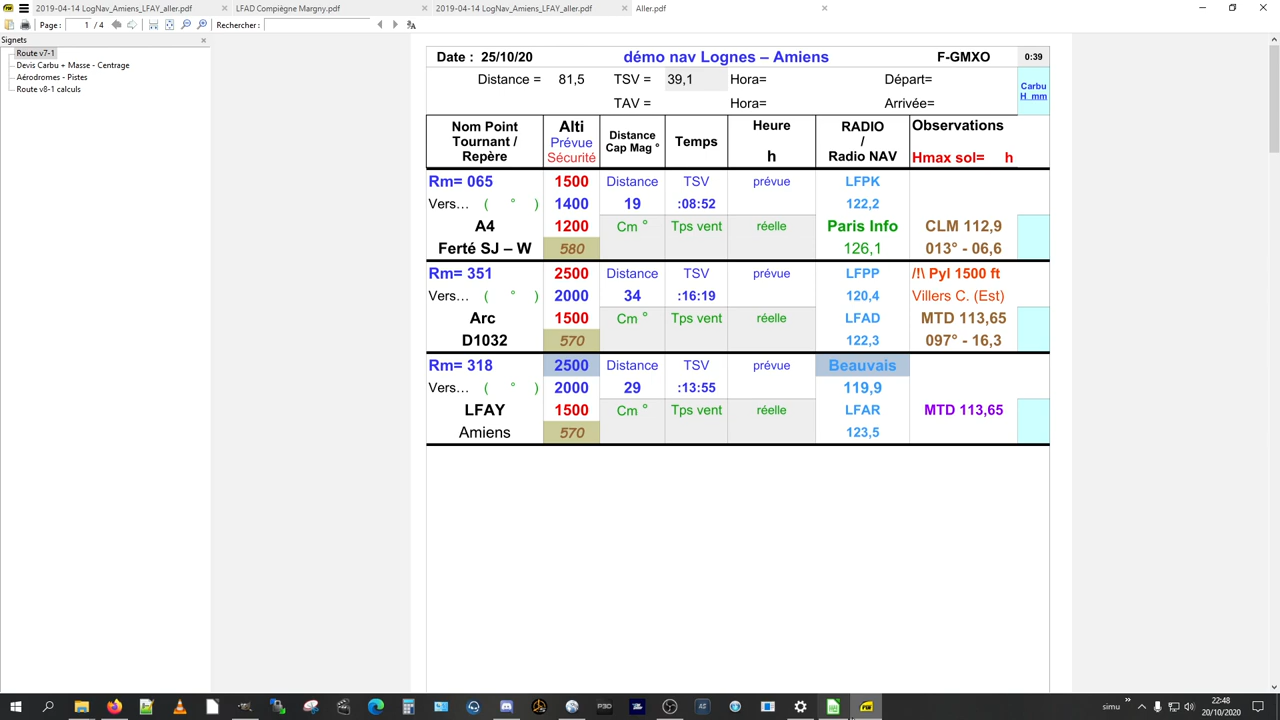 2019-04-14 LogNav_Amiens_LFAY_aller.pdf × LFAD Compiègne Margny.pdf × 2019-04-14 LogNav_Amiens_LFAY_aller.pdf × Aller.pdf ×
Page : 1 / 4 Rechercher :
Signets ×
Route v7-1
Devis Carbu + Masse - Centrage
Aérodromes - Pistes
Route v8-1 calculs
Date : 25/10/20 démo nav Lognes – Amiens F-GMXO 0:39
Distance = 81,5 TSV = 39,1 Hora= Départ=
Carbu
H mm
TAV = Hora= Arrivée=
Nom Point
Tournant /
Repère
Alti
Prévue
Sécurité
Distance
Cap Mag °
Temps
Heure
h
RADIO
/
Radio NAV
Observations
Hmax sol= h
Rm= 065 1500 Distance TSV prévue LFPK
Vers... ( ° ) 1400 19 :08:52 122,2
A4 1200 Cm ° Tps vent réelle Paris Info CLM 112,9
Ferté SJ – W 580 126,1 013° - 06,6
Rm= 351 2500 Distance TSV prévue LFPP /!\ Pyl 1500 ft
Vers... ( ° ) 2000 34 :16:19 120,4 Villers C. (Est)
Arc 1500 Cm ° Tps vent réelle LFAD MTD 113,65
D1032 570 122,3 097° - 16,3
Rm= 318 2500 Distance TSV prévue Beauvais
Vers... ( ° ) 2000 29 :13:55 119,9
LFAY 1500 Cm ° Tps vent réelle LFAR MTD 113,65
Amiens 570 123,5
P3D AS simu 22:48
20/10/2020